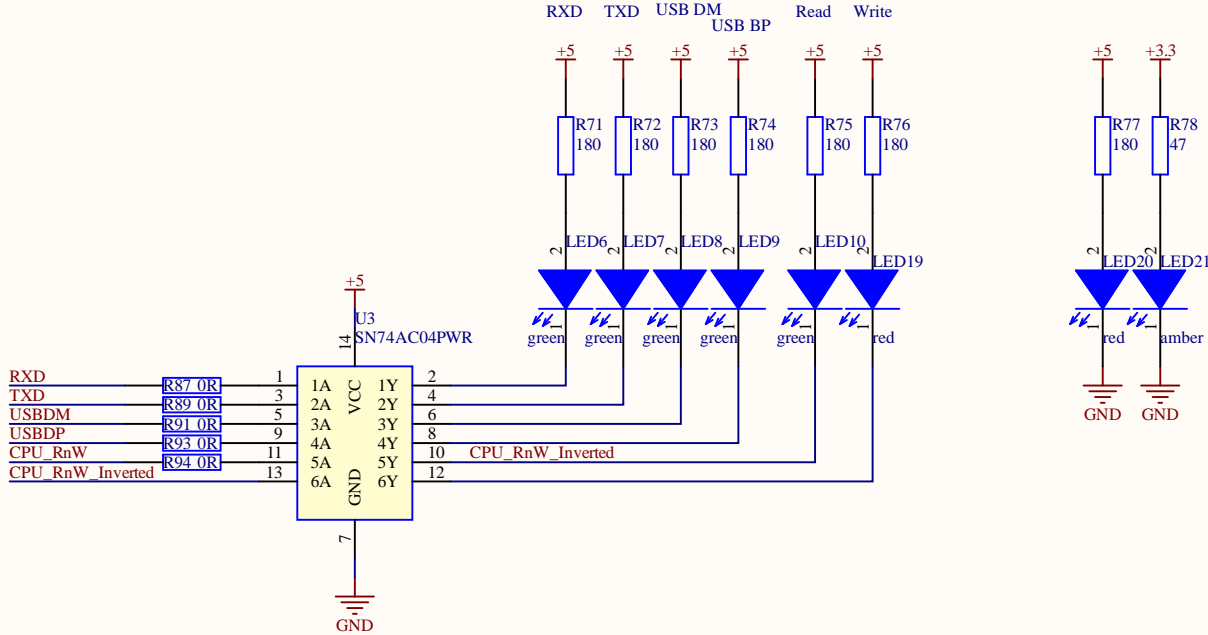 RXD TXD USB DM Read Write
USB BP
+5 +5 +5 +5 +5 +5 +5 +3.3
R71 R72 R73 R74 R75 R76 R77 R78
180 180 180 180 180 180 180 47
2 2 2 2 2 2 2 2
LED6 LED7 LED8 LED9 LED10
LED19 LED20 LED21
+5
U3
1 1 1 1 1 1 1 1
14 SN74AC04PWR green green green green green red red amber
RXD R87 0R 1 1A VCC 1Y 2
TXD R89 0R 3 2A 2Y 4
USBDM R91 0R 5 3A 3Y 6
USBDP R93 0R 9 4A 4Y 8
CPU_RnW R94 0R 11 5A 5Y 10 CPU_RnW_Inverted
CPU_RnW_Inverted 13 6A GND 6Y 12
GND GND
7
GND